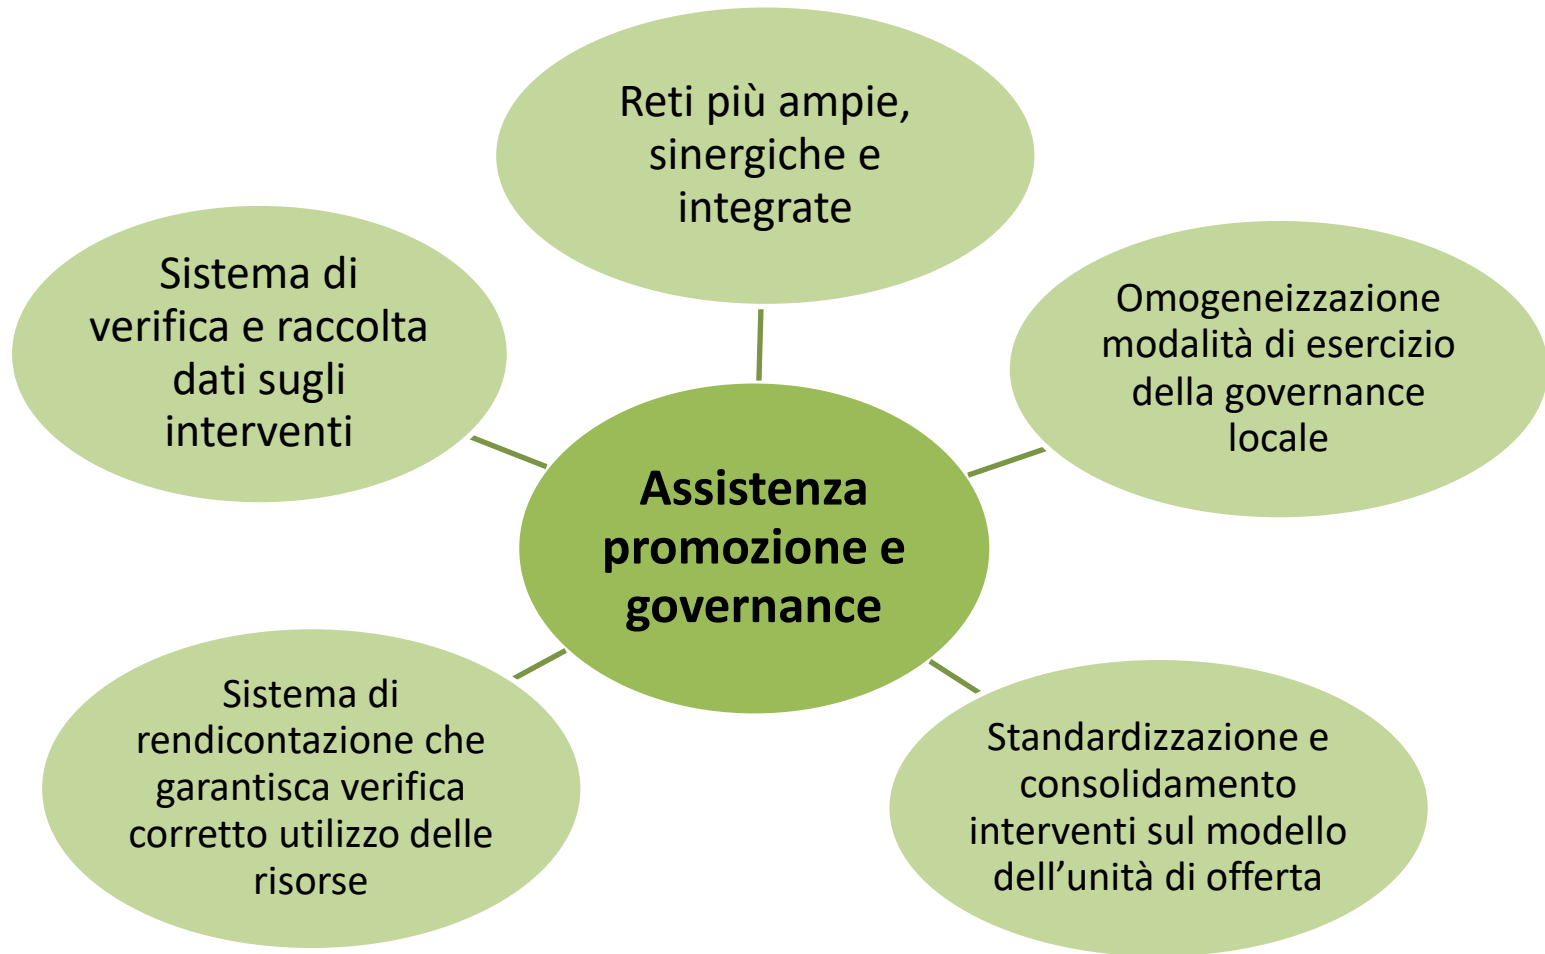 Reti più ampie,
sinergiche e
integrate
Omogeneizzazione
modalità di esercizio
della governance
locale
Standardizzazione e
consolidamento
interventi sul modello
dell’unità di offerta
Sistema di
rendicontazione che
garantisca verifica
corretto utilizzo delle
risorse
Sistema di
verifica e raccolta
dati sugli
interventi
Assistenza
promozione e
governance